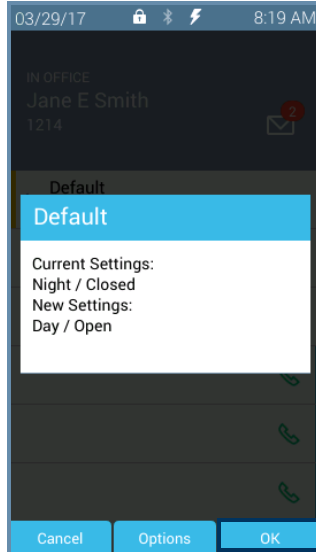 03/29/17 8:19 AM
IN OFFICE
Jane E Smith
1214
2
Default
Default
Current Settings:
Night / Closed
New Settings:
Day / Open
Cancel Options OK